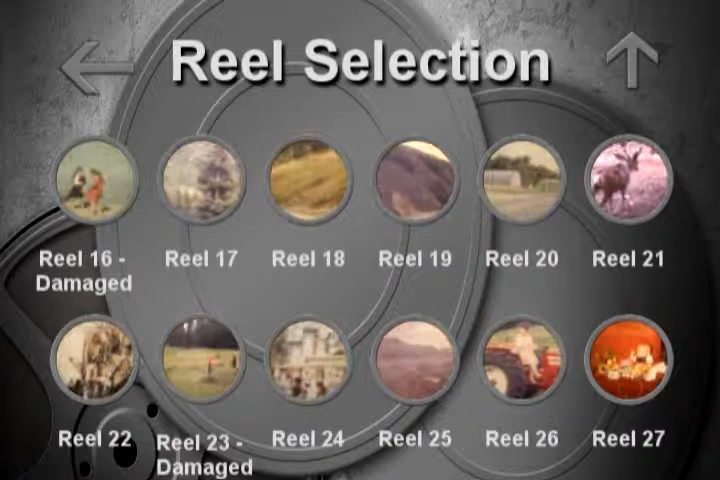 Reel Selection
Reel 16 -
Damaged
Reel 17
Reel 18
Reel 19
Reel 20
Reel 21
Reel 22
Reel 23 -
Damaged
Reel 24
Reel 25
Reel 26
Reel 27